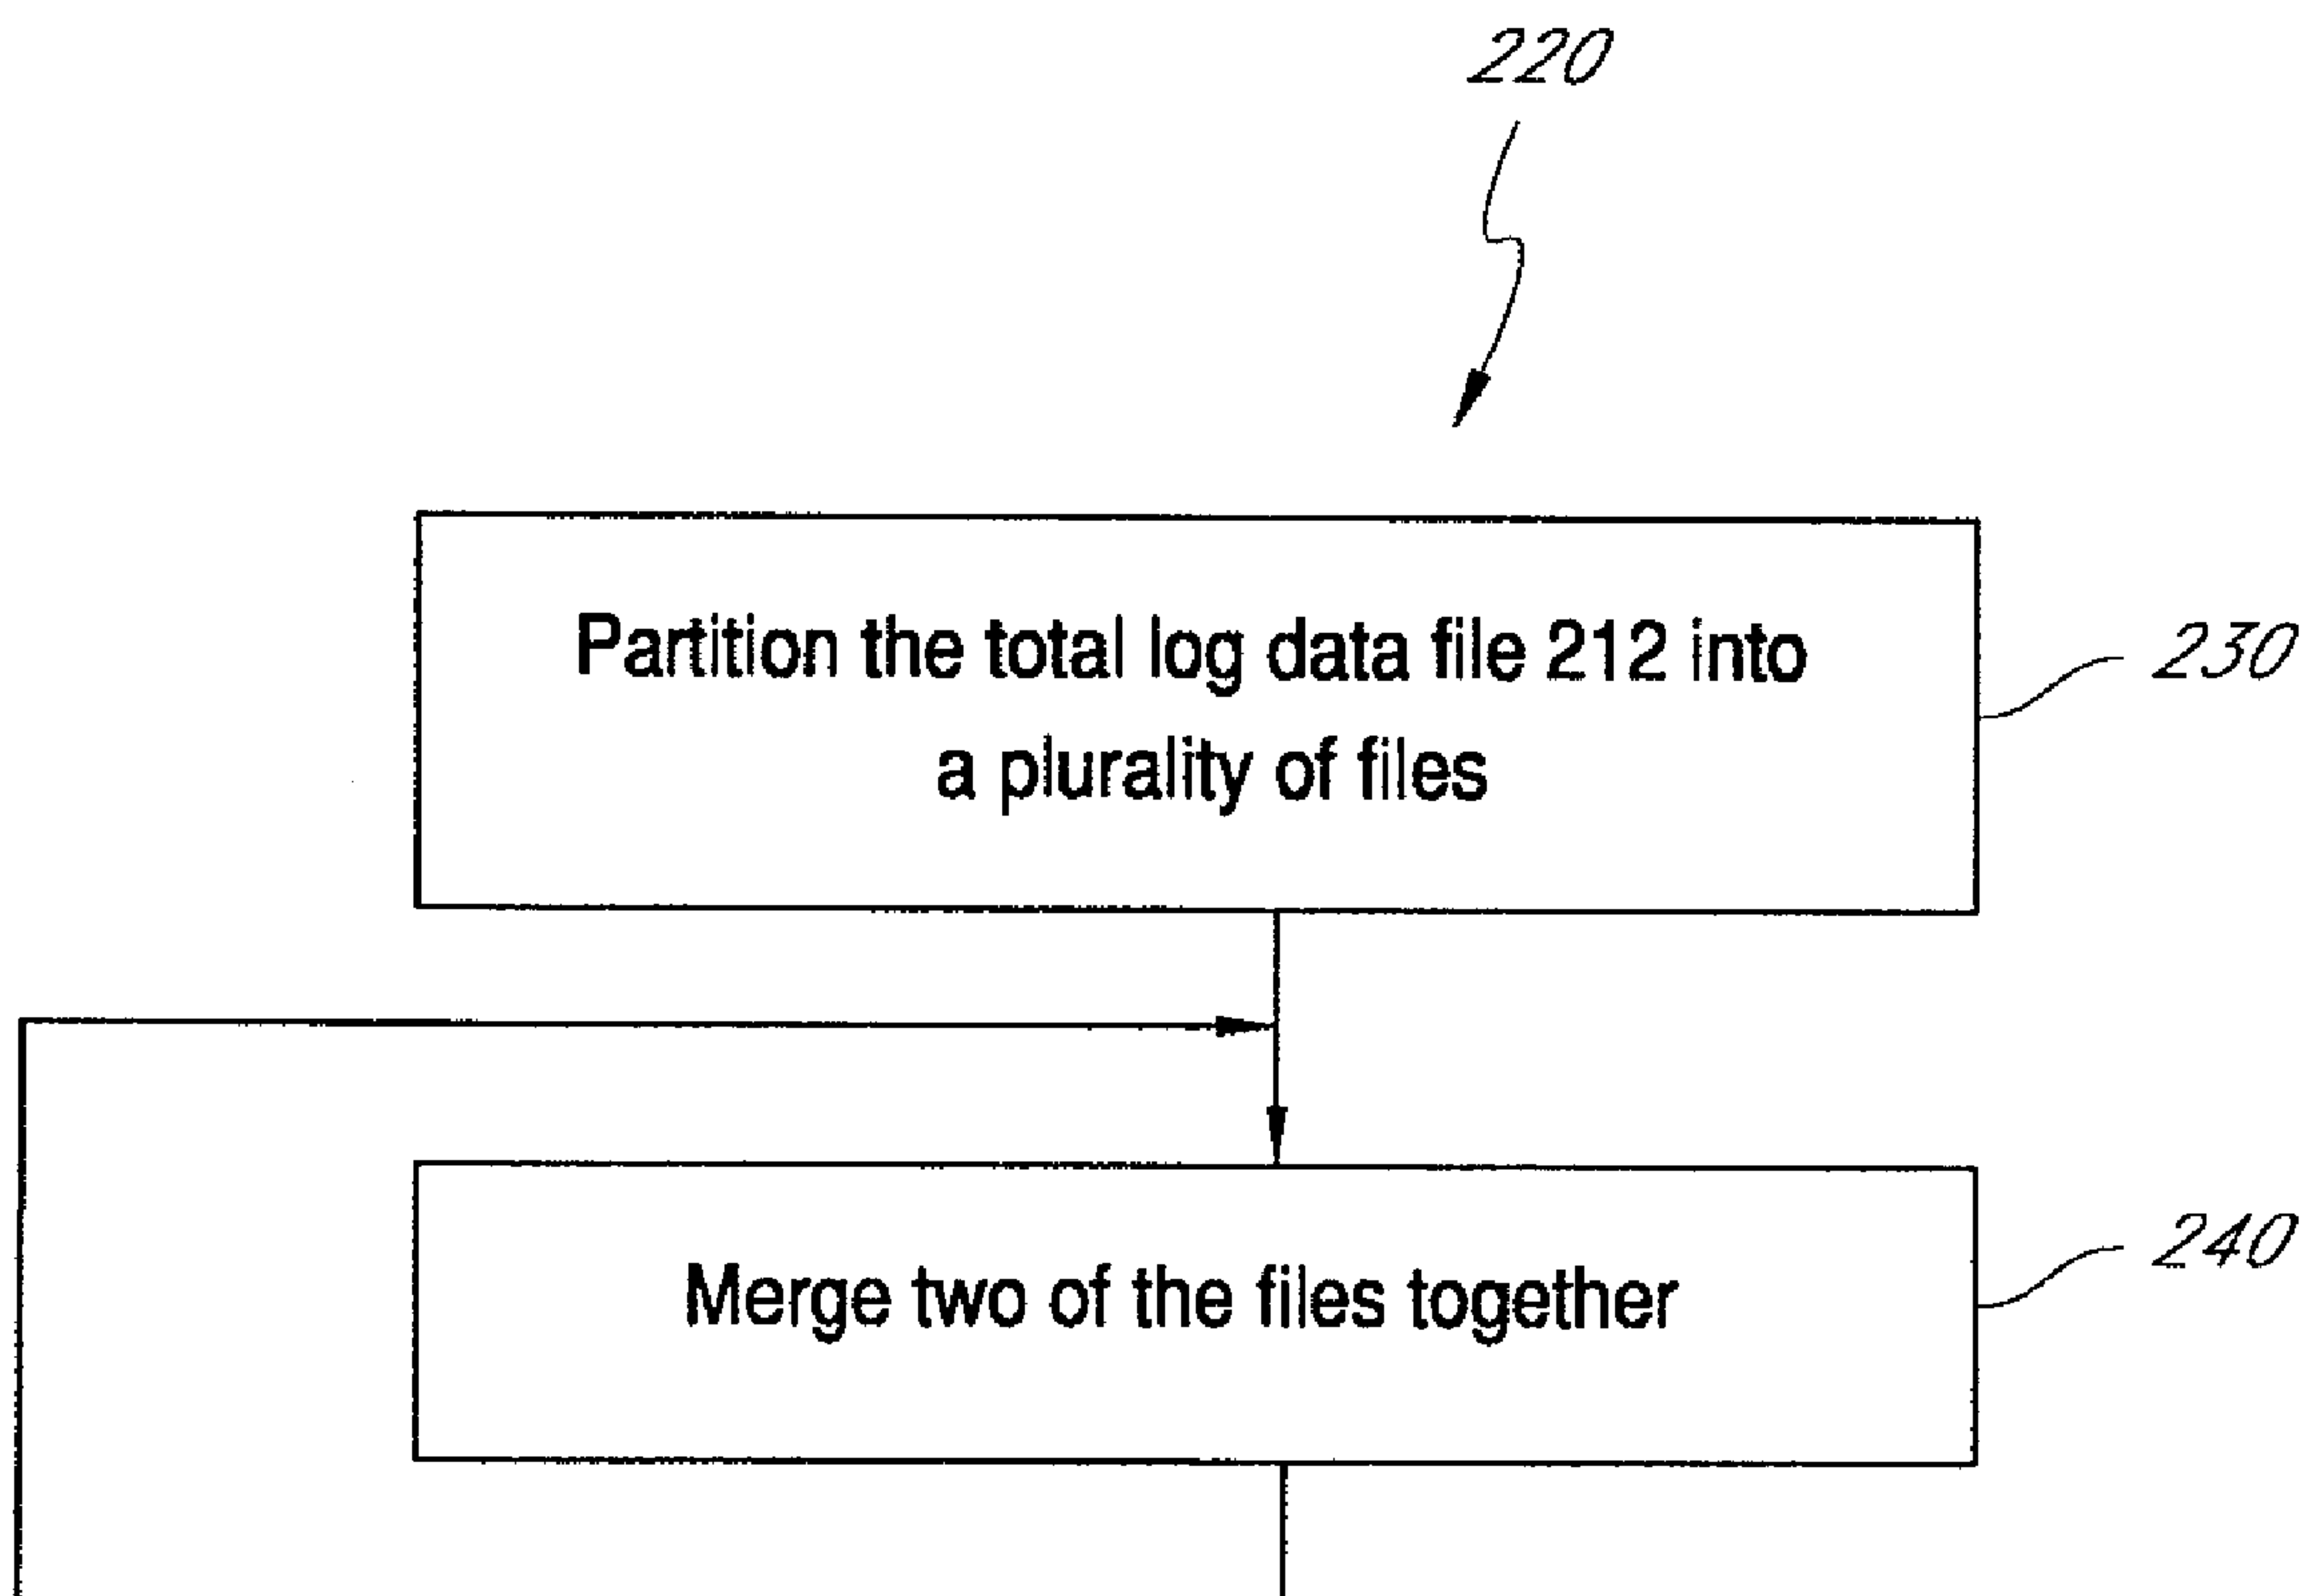 220
Partition the total log data file 212 into
a plurality of files
230
Merge two of the files together
240